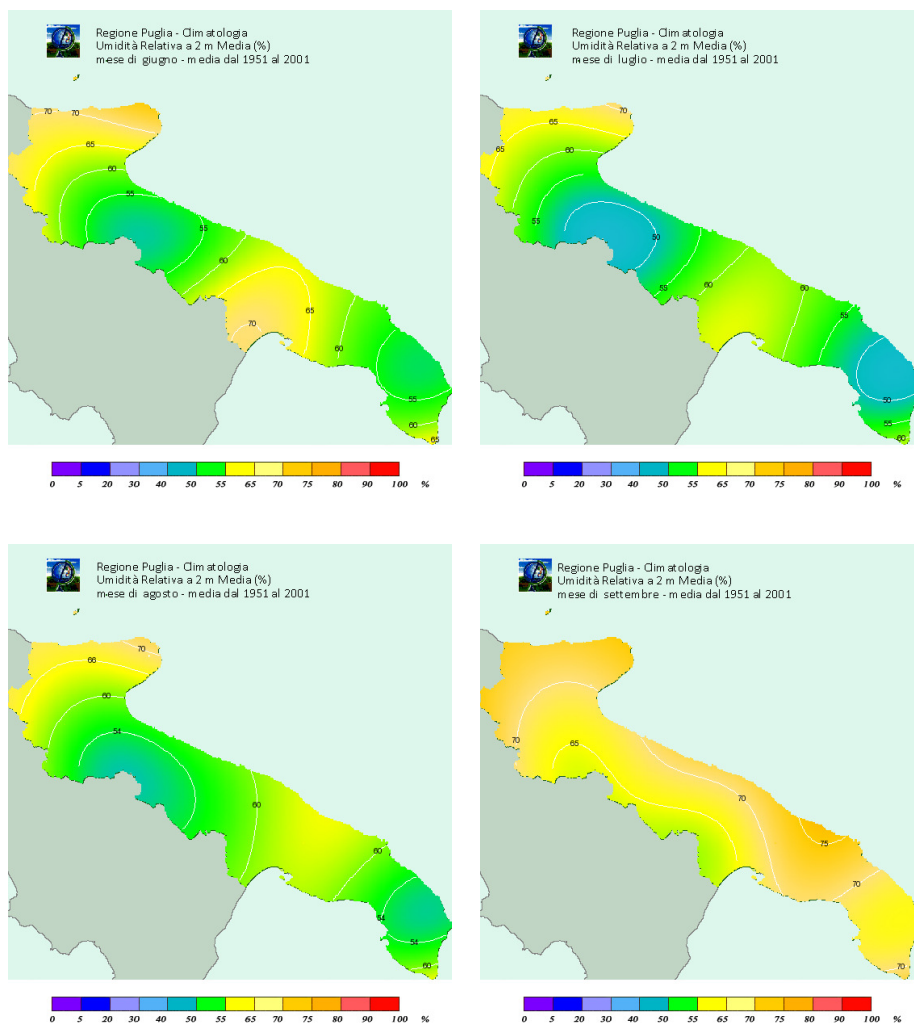 Regione Puglia - Climatologia
Umidità Relativa a 2 m Media (%)
mese di giugno - media dal 1951 al 2001
70
70
65
60
55
55
60
65
70
60
55
60
65
0 5 20 30 40 50 55 65 70 75 80 90 100 %
Regione Puglia - Climatologia
Umidità Relativa a 2 m Media (%)
mese di luglio - media dal 1951 al 2001
70
65
60
65
55
50
55
60
60
55
50
55
60
0 5 20 30 40 50 55 65 70 75 80 90 100 %
Regione Puglia - Climatologia
Umidità Relativa a 2 m Media (%)
mese di agosto - media dal 1951 al 2001
70
66
60
54
60
60
54
54
60
0 5 20 30 40 50 55 65 70 75 80 90 100 %
Regione Puglia - Climatologia
Umidità Relativa a 2 m Media (%)
mese di settembre - media dal 1951 al 2001
70
65
70
75
70
70
0 5 20 30 40 50 55 65 70 75 80 90 100 %